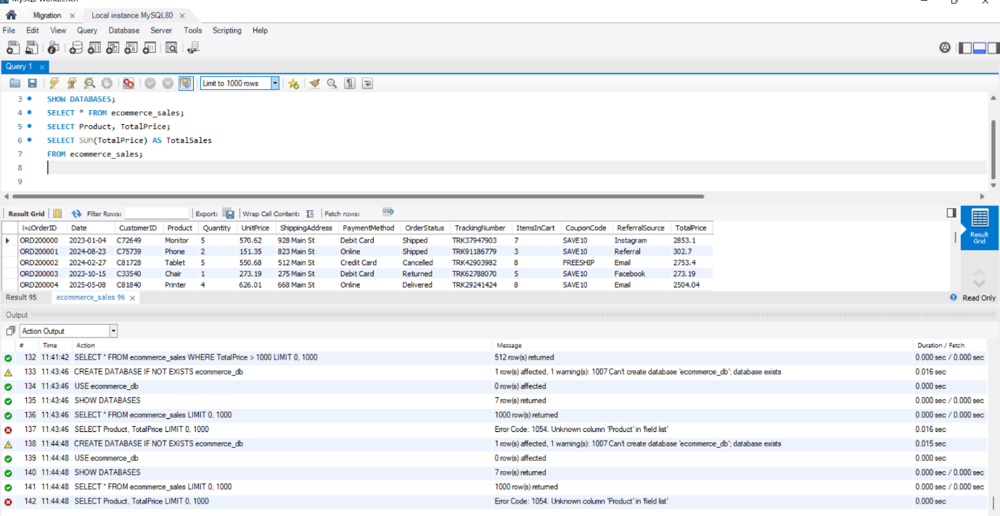 MySQL Workbench
Migration Local instance MySQL80
File Edit View Query Database Server Tools Scripting Help
Query 1
Limit to 1000 rows
3 SHOW DATABASES;
4 SELECT * FROM ecommerce_sales;
5 SELECT Product, TotalPrice;
6 SELECT SUM(TotalPrice) AS TotalSales
7 FROM ecommerce_sales;
8
9
Result Grid Filter Rows: Export: Wrap Cell Content: Fetch rows:
ï»¿OrderID Date CustomerID Product Quantity UnitPrice ShippingAddress PaymentMethod OrderStatus TrackingNumber ItemsInCart CouponCode ReferralSource TotalPrice
ORD200000 2023-01-04 C72649 Monitor 5 570.62 928 Main St Debit Card Shipped TRK37947903 7 SAVE10 Instagram 2853.1
ORD200001 2024-08-23 C75739 Phone 2 151.35 823 Main St Online Shipped TRK91186779 3 SAVE10 Referral 302.7
ORD200002 2024-02-27 C81728 Tablet 5 550.68 512 Main St Credit Card Cancelled TRK42903982 8 FREESHIP Email 2753.4
ORD200003 2023-10-15 C33540 Chair 1 273.19 275 Main St Debit Card Returned TRK62788070 5 SAVE10 Facebook 273.19
ORD200004 2025-05-08 C81840 Printer 4 626.01 668 Main St Online Delivered TRK29241424 8 SAVE10 Email 2504.04
Result
Grid
Result 95 ecommerce_sales 96 Read Only
Output
Action Output
# Time Action Message Duration / Fetch
132 11:41:42 SELECT * FROM ecommerce_sales WHERE TotalPrice > 1000 LIMIT 0, 1000 512 row(s) returned 0.000 sec / 0.000 sec
133 11:43:46 CREATE DATABASE IF NOT EXISTS ecommerce_db 1 row(s) affected, 1 warning(s): 1007 Can't create database 'ecommerce_db'; database exists 0.016 sec
134 11:43:46 USE ecommerce_db 0 row(s) affected 0.000 sec
135 11:43:46 SHOW DATABASES 7 row(s) returned 0.000 sec / 0.000 sec
136 11:43:46 SELECT * FROM ecommerce_sales LIMIT 0, 1000 1000 row(s) returned 0.000 sec / 0.000 sec
137 11:43:46 SELECT Product, TotalPrice LIMIT 0, 1000 Error Code: 1054. Unknown column 'Product' in 'field list' 0.016 sec
138 11:44:48 CREATE DATABASE IF NOT EXISTS ecommerce_db 1 row(s) affected, 1 warning(s): 1007 Can't create database 'ecommerce_db'; database exists 0.015 sec
139 11:44:48 USE ecommerce_db 0 row(s) affected 0.000 sec
140 11:44:48 SHOW DATABASES 7 row(s) returned 0.000 sec / 0.000 sec
141 11:44:48 SELECT * FROM ecommerce_sales LIMIT 0, 1000 1000 row(s) returned 0.000 sec / 0.000 sec
142 11:44:48 SELECT Product, TotalPrice LIMIT 0, 1000 Error Code: 1054. Unknown column 'Product' in 'field list' 0.000 sec